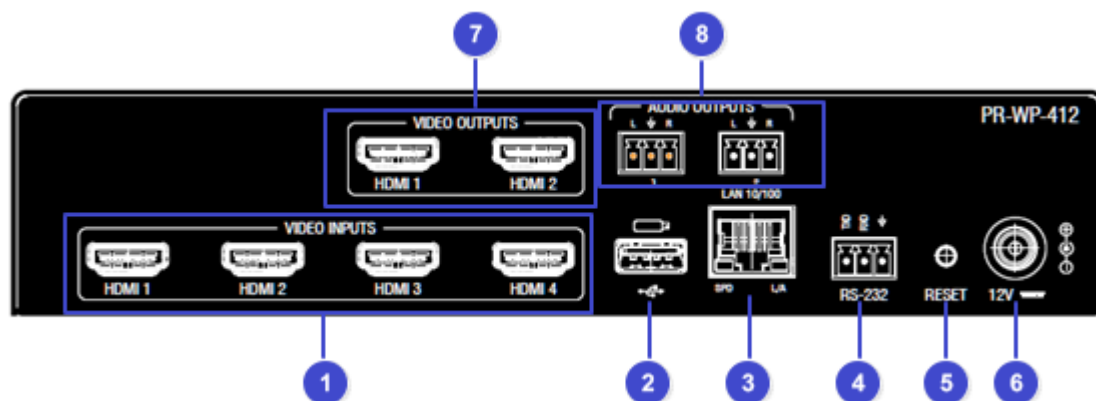 7
8
PR-WP-412
VIDEO OUTPUTS
AUDIO OUTPUTS
L R
L R
HDMI 1
HDMI 2
LAN 10/100
VIDEO INPUTS
HDMI 1
HDMI 2
HDMI 3
HDMI 4
SPD
L/A
RS-232
RESET
12V
1
2
3
4
5
6